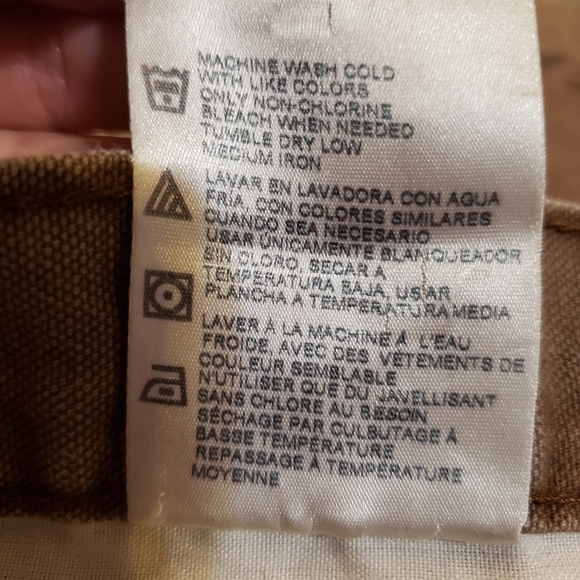 MACHINE WASH COLD
WITH LIKE COLORS
ONLY NON-CHLORINE
BLEACH WHEN NEEDED
TUMBLE DRY LOW
MEDIUM IRON
LAVAR EN LAVADORA CON AGUA
FRÍA, CON COLORES SIMILARES
CUANDO SEA NECESARIO
USAR ÚNICAMENTE BLANQUEADOR
SIN CLORO, SECAR A
TEMPERATURA BAJA, USAR
PLANCHA A TEMPERATURA MEDIA
LAVER À LA MACHINE À L'EAU
FROIDE, AVEC DES VÊTEMENTS DE
COULEUR SEMBLABLE
N'UTILISER QUE DU JAVELLISANT
SANS CHLORE AU BESOIN
SÉCHAGE PAR CULBUTAGE À
BASSE TEMPÉRATURE
REPASSAGE À TEMPÉRATURE
MOYENNE